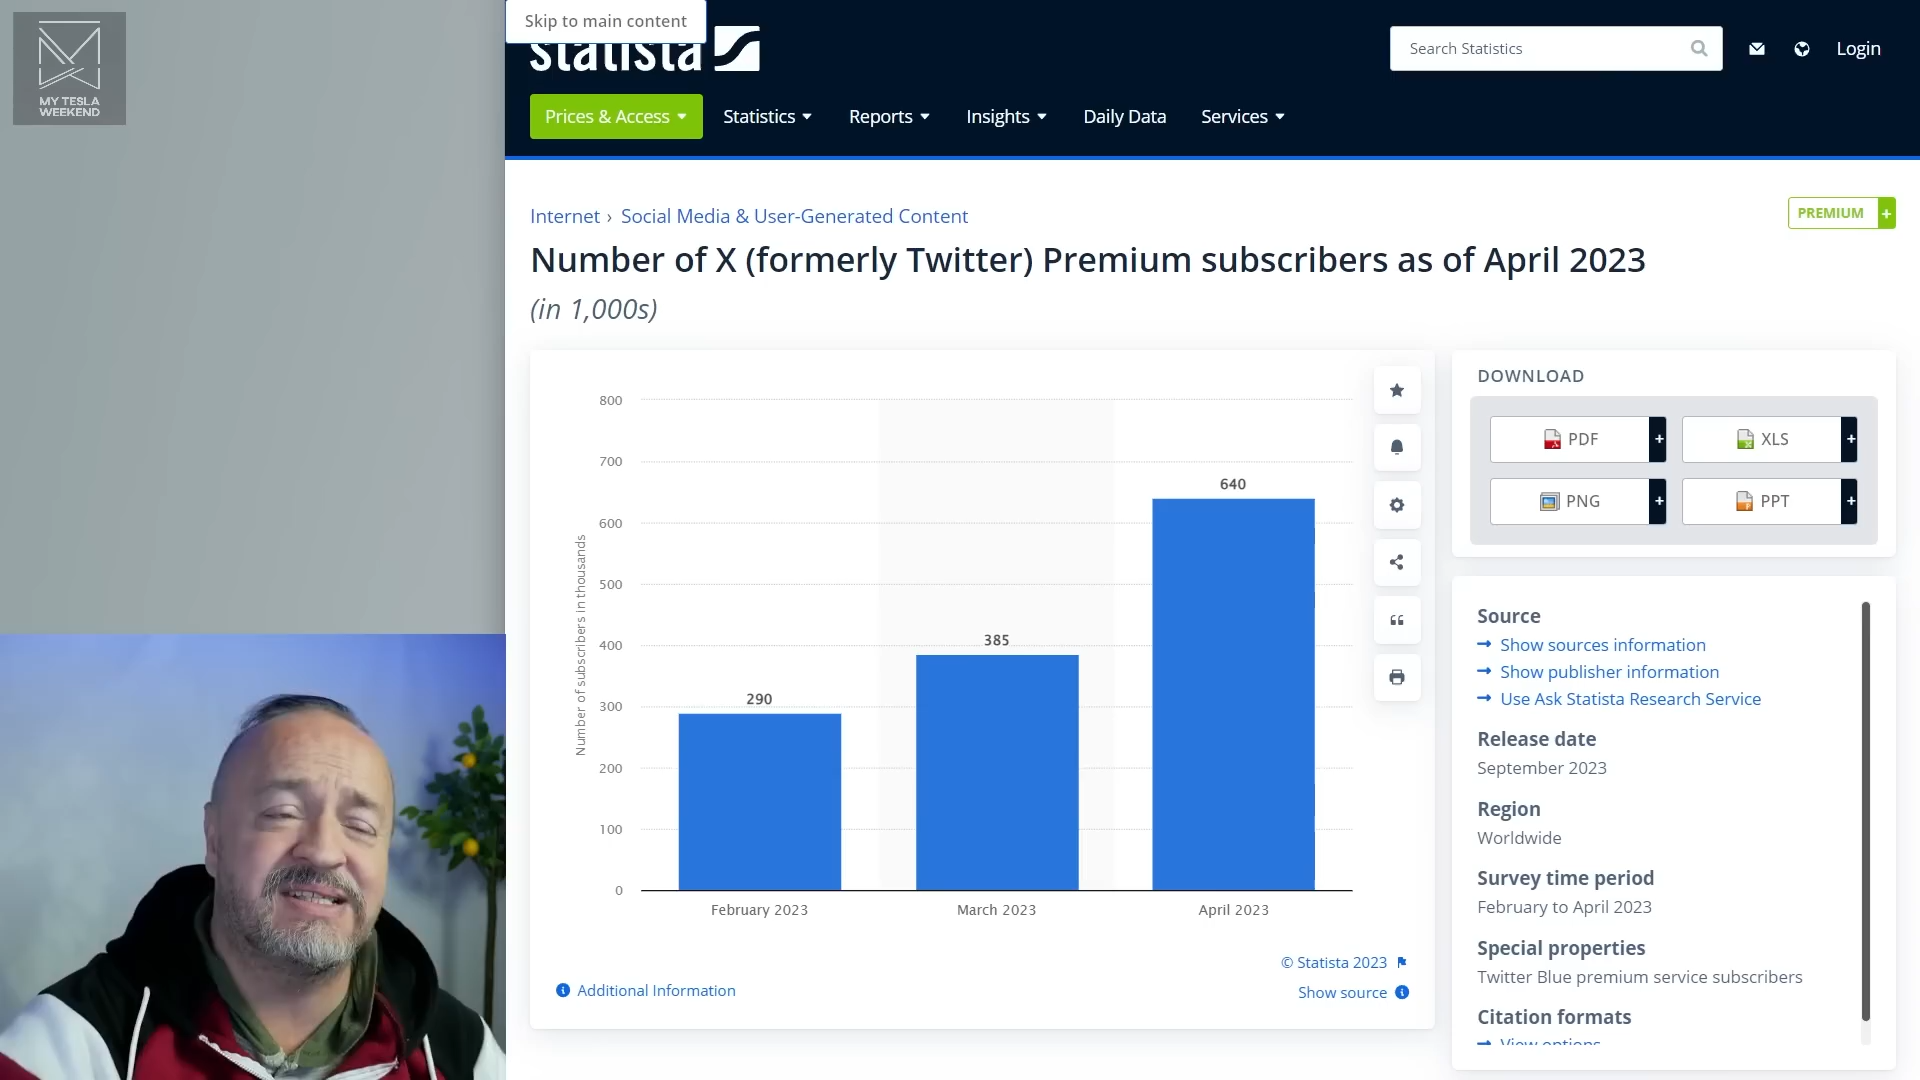 MY TESLA
WEEKEND
Skip to main content
statista
Search Statistics
Login
Prices & Access
Statistics
Reports
Insights
Daily Data
Services
Internet › Social Media & User-Generated Content
PREMIUM +
Number of X (formerly Twitter) Premium subscribers as of April 2023
(in 1,000s)
Number of subscribers in thousands
800
700
600
500
400
300
200
100
0
290
385
640
February 2023
March 2023
April 2023
© Statista 2023
Additional Information
Show source
DOWNLOAD
PDF +
XLS +
PNG +
PPT +
Source
Show sources information
Show publisher information
Use Ask Statista Research Service
Release date
September 2023
Region
Worldwide
Survey time period
February to April 2023
Special properties
Twitter Blue premium service subscribers
Citation formats
View options